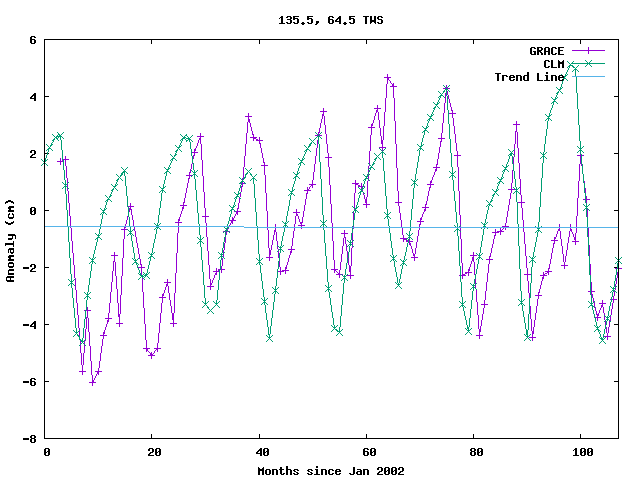 135.5, 64.5 TWS
GRACE
CLM
Trend Line
6
4
2
0
-2
-4
-6
-8
Anomaly (cm)
0 20 40 60 80 100
Months since Jan 2002